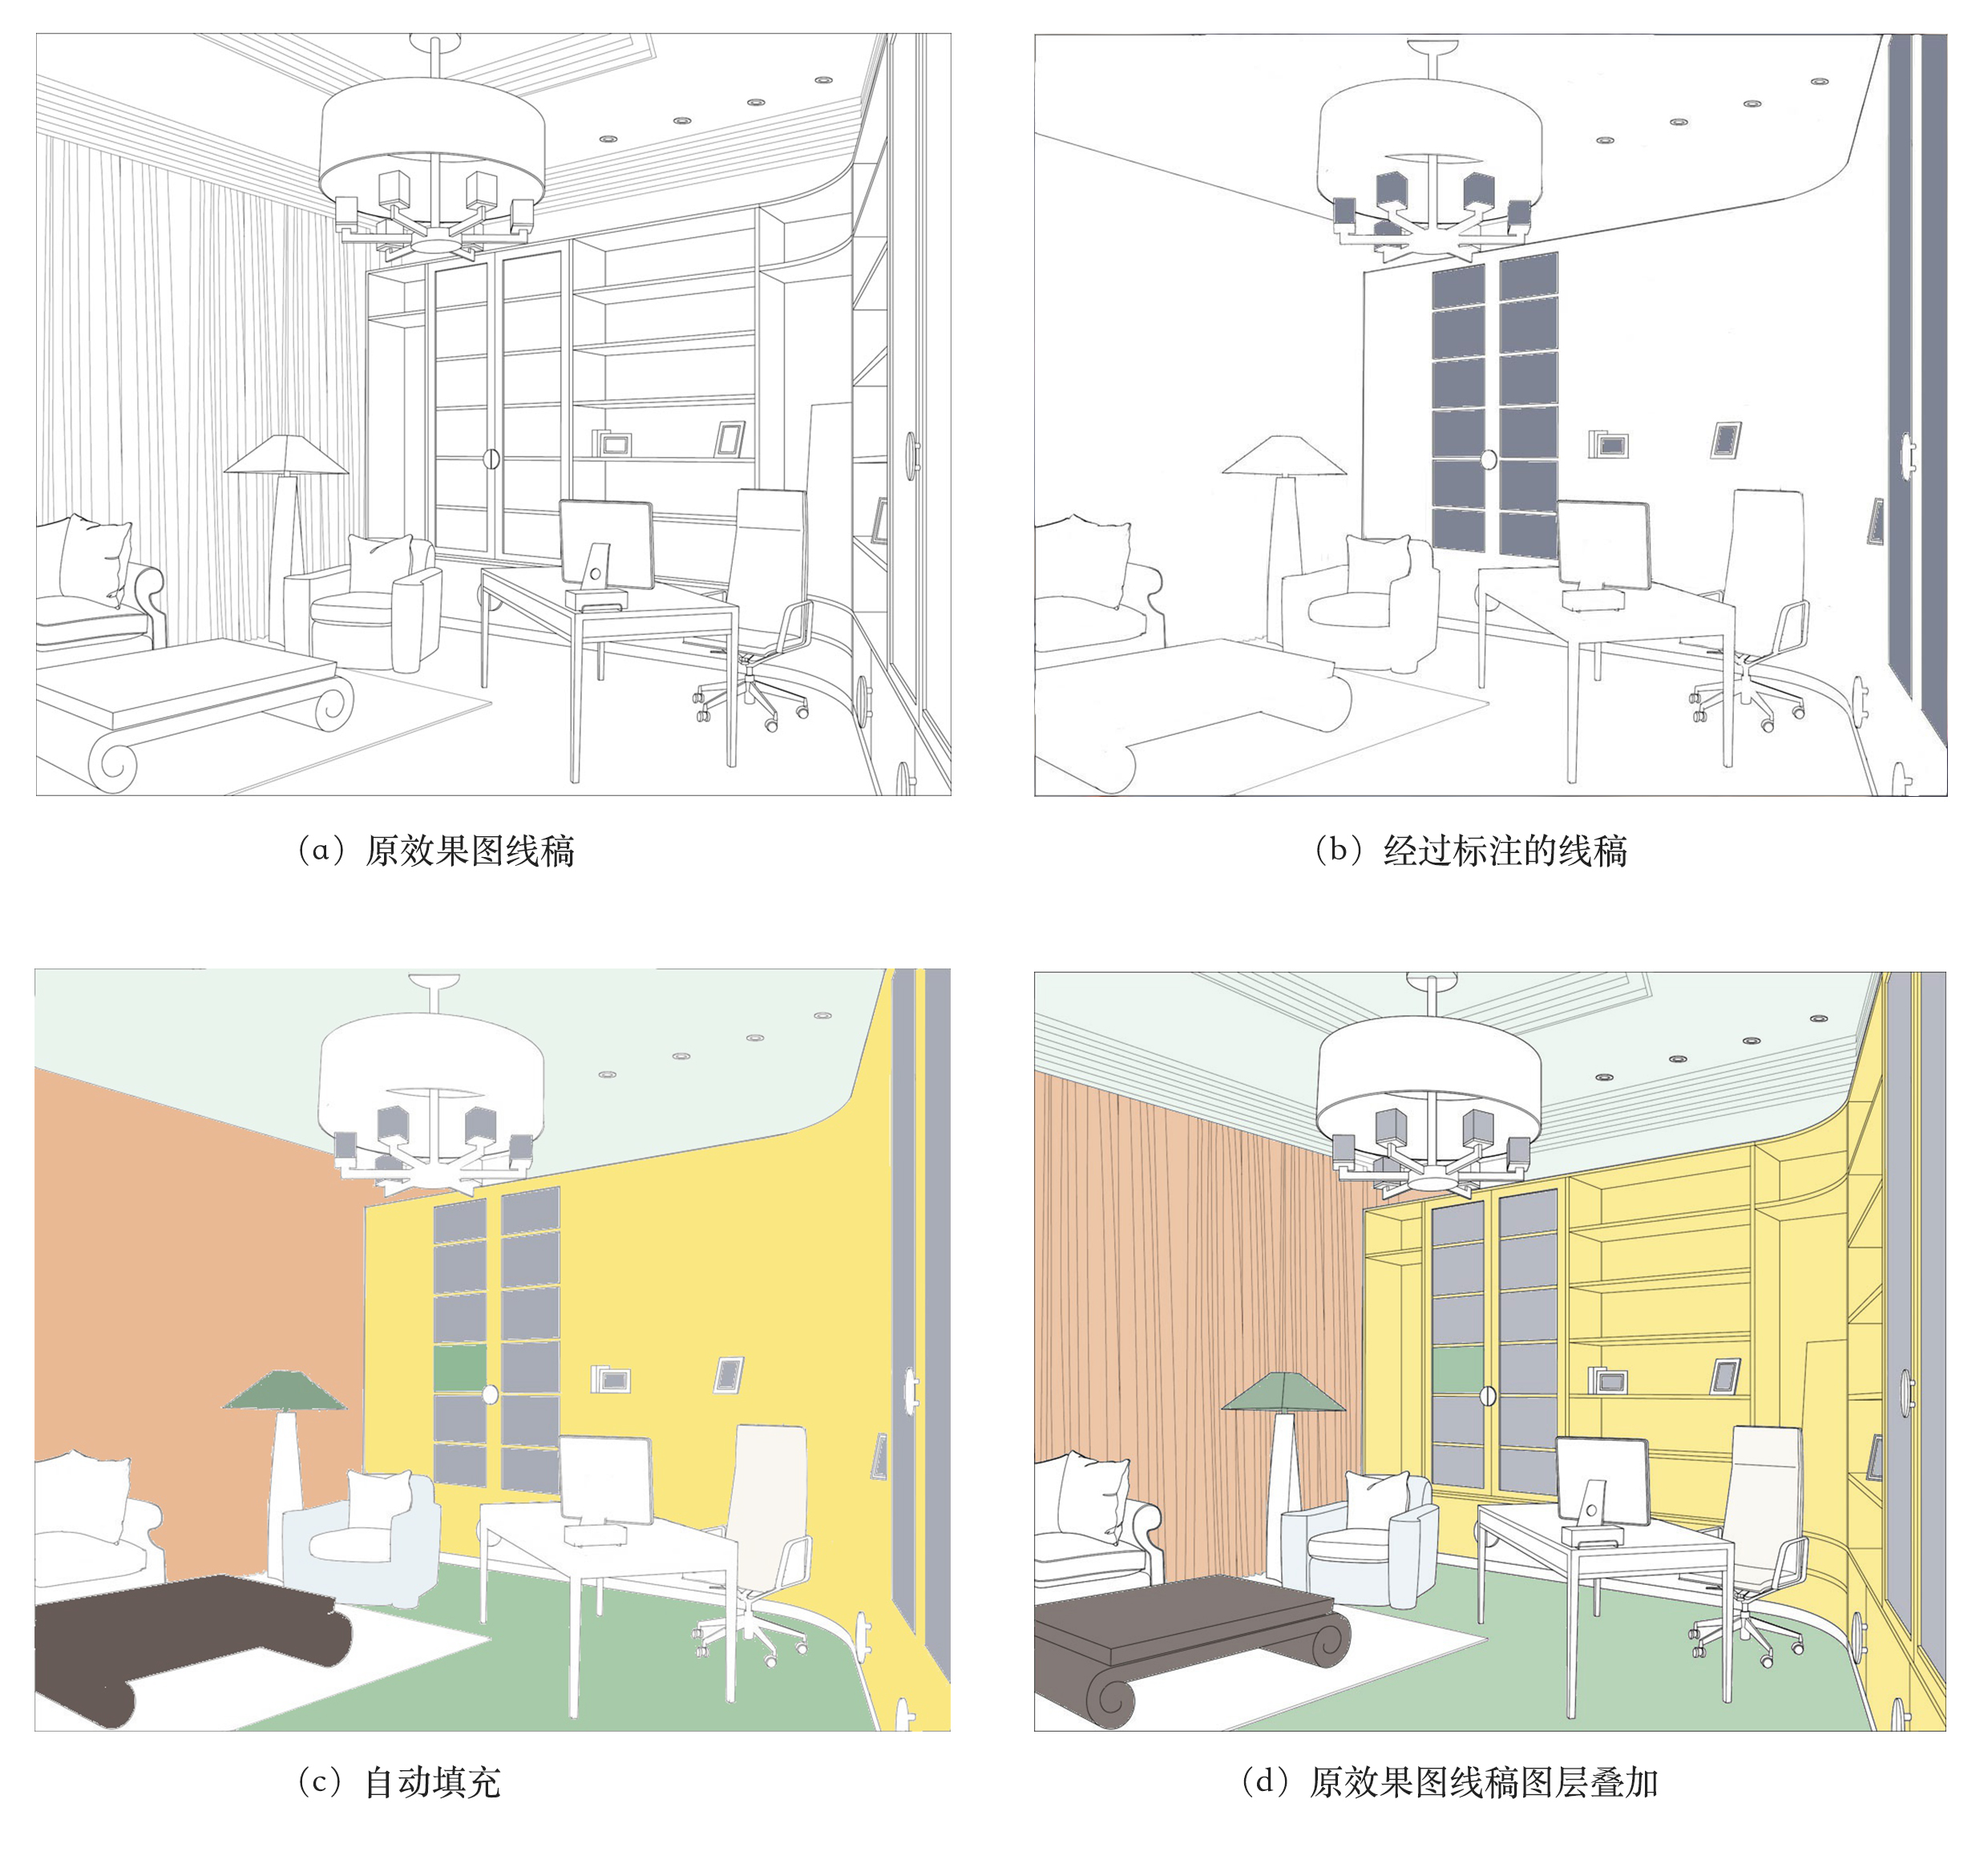 （a）原效果图线稿
（b）经过标注的线稿
（c）自动填充
（d）原效果图线稿图层叠加